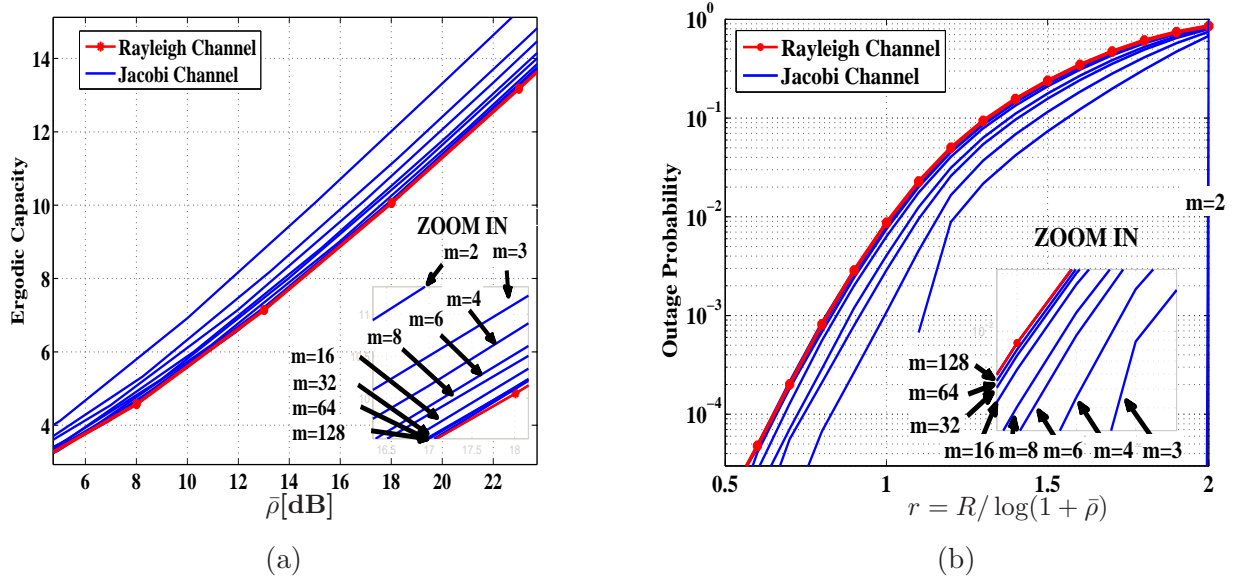 Rayleigh Channel
Jacobi Channel
Ergodic Capacity
14
12
10
8
6
4
6
8
10
12
14
16
18
20
22
ρ̄[dB]
ZOOM IN
m=2
m=3
m=4
m=6
m=8
m=16
m=32
m=64
m=128
11
16.5
17
17.5
18
(a)
Rayleigh Channel
Jacobi Channel
Outage Probability
10^0
10^-1
10^-2
10^-3
10^-4
0.5
1
1.5
2
r = R/ log(1 + ρ̄)
m=2
ZOOM IN
m=128
m=64
m=32
m=16
m=8
m=6
m=4
m=3
(b)